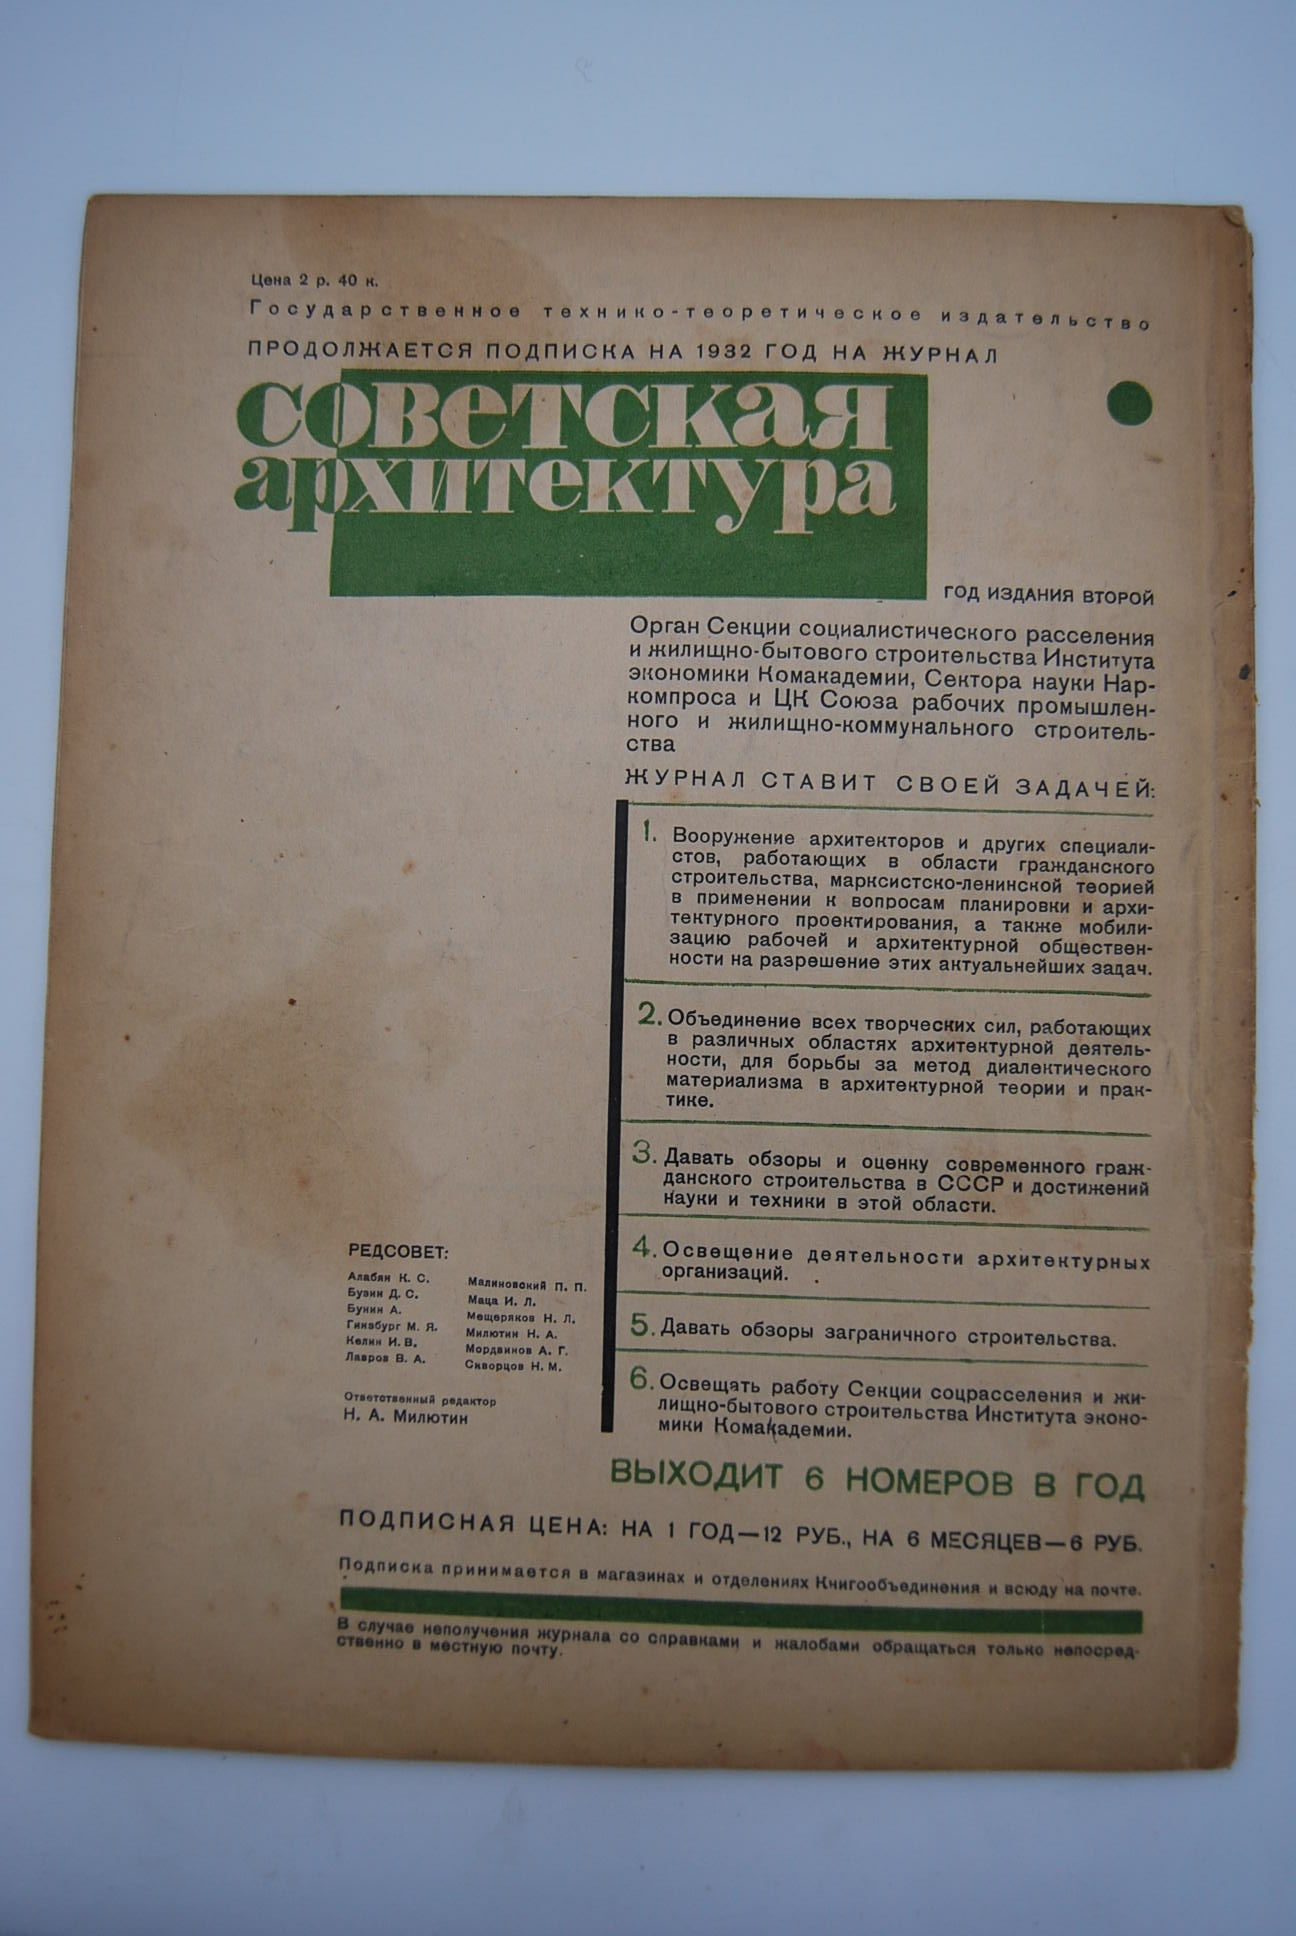 Цена 2 р. 40 к.
Государственное технико-теоретическое издательство
ПРОДОЛЖАЕТСЯ ПОДПИСКА НА 1932 ГОД НА ЖУРНАЛ
советская
архитектура
ГОД ИЗДАНИЯ ВТОРОЙ
Орган Секции социалистического расселения
и жилищно-бытового строительства Института
экономики Комакадемии, Сектора науки Нар-
компроса и ЦК Союза рабочих промышлен-
ного и жилищно-коммунального строитель-
ства
ЖУРНАЛ СТАВИТ СВОЕЙ ЗАДАЧЕЙ:
1. Вооружение архитекторов и других специали-
стов, работающих в области гражданского
строительства, марксистско-ленинской теорией
в применении к вопросам планировки и архи-
тектурного проектирования, а также мобили-
зацию рабочей и архитектурной обществен-
ности на разрешение этих актуальнейших задач.
2. Объединение всех творческих сил, работающих
в различных областях архитектурной деятель-
ности, для борьбы за метод диалектического
материализма в архитектурной теории и прак-
тике.
3. Давать обзоры и оценку современного граж-
данского строительства в СССР и достижений
науки и техники в этой области.
4. Освещение деятельности архитектурных
организаций.
5. Давать обзоры заграничного строительства.
6. Освещать работу Секции соцрасселения и жи-
лищно-бытового строительства Института эконо-
мики Комакадемии.
РЕДСОВЕТ:
Алабян К. С.
Бузин Д. С.
Бунин А.
Гинзбург М. Я.
Келин И. В.
Лавров В. А.
Малиновский П. П.
Маца И. Л.
Мещеряков Н. Л.
Милютин Н. А.
Мордвинов А. Г.
Скворцов Н. М.
Ответственный редактор
Н. А. Милютин
ВЫХОДИТ 6 НОМЕРОВ В ГОД
ПОДПИСНАЯ ЦЕНА: НА 1 ГОД—12 РУБ., НА 6 МЕСЯЦЕВ—6 РУБ.
Подписка принимается в магазинах и отделениях Книгообъединения и всюду на почте.
В случае неполучения журнала со справками и жалобами обращаться только непосред-
ственно в местную почту.